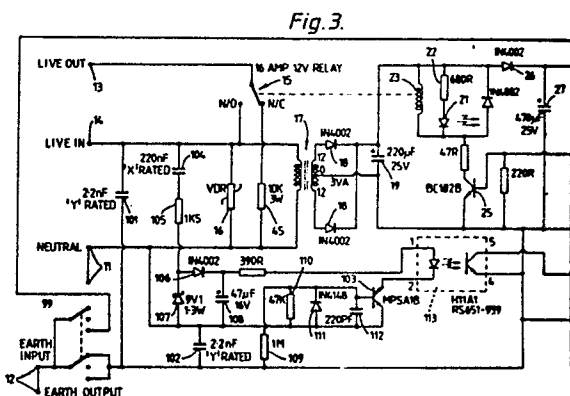 Fig.3.
LIVE OUT
13
16 AMP 12V RELAY
15
22
680R
23
21
1N4002
26
1N4002
27
470µF
25V
14
LIVE IN
N/O
N/C
17
1N4002
18
220nF
'X' RATED
104
12
0
12
3VA
220µF
25V
19
47R
BC182B
25
220R
2·2nF
'Y' RATED
101
105
1K5
VDR
16
10K
3W
45
18
1N4002
NEUTRAL
11
1N4002
106
390R
110
103
1
5
2
4
99
9V1
1·3W
107
47µF
16V
108
47K
1N4148
111
MPSA18
220PF
112
H11A1
RS651-939
113
EARTH
INPUT
12
102
2·2nF
'Y' RATED
1M
109
EARTH OUTPUT